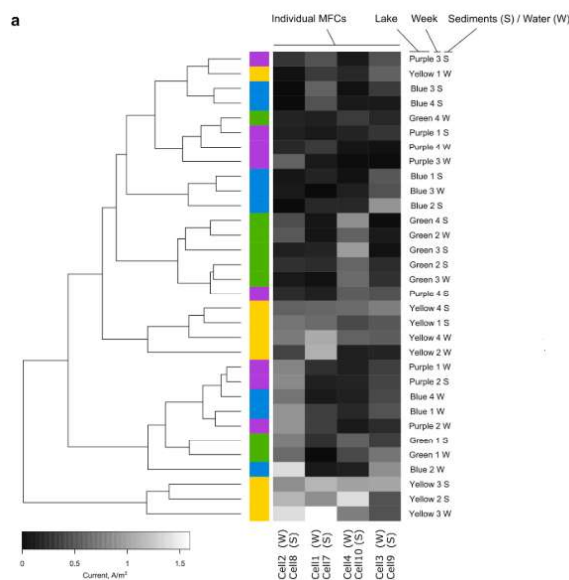 a
Individual MFCs Lake Week Sediments (S) / Water (W)
Purple 3 S
Yellow 1 W
Blue 3 S
Blue 4 S
Green 4 W
Purple 1 S
Purple 4 W
Purple 3 W
Blue 1 S
Blue 3 W
Blue 2 S
Green 4 S
Green 2 W
Green 3 S
Green 2 S
Green 3 W
Purple 4 S
Yellow 4 S
Yellow 1 S
Yellow 4 W
Yellow 2 W
Purple 1 W
Purple 2 S
Blue 4 W
Blue 1 W
Purple 2 W
Green 1 S
Green 1 W
Blue 2 W
Yellow 3 S
Yellow 2 S
Yellow 3 W
Cell2 (W)
Cell8 (S)
Cell1 (W)
Cell7 (S)
Cell4 (W)
Cell10 (S)
Cell3 (W)
Cell9 (S)
0 0.5 1 1.5
Current, A/m²